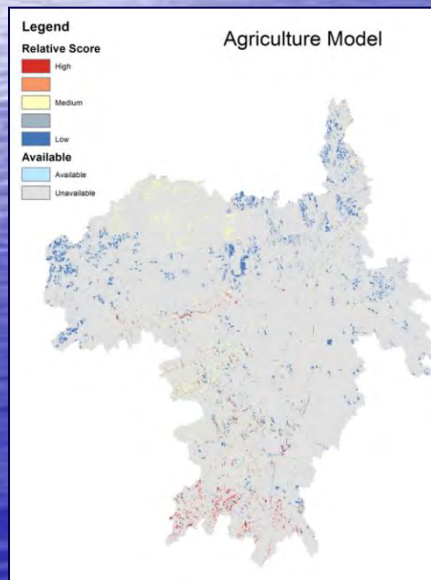 Legend
Relative Score
High
Medium
Low
Available
Available
Unavailable
Agriculture Model